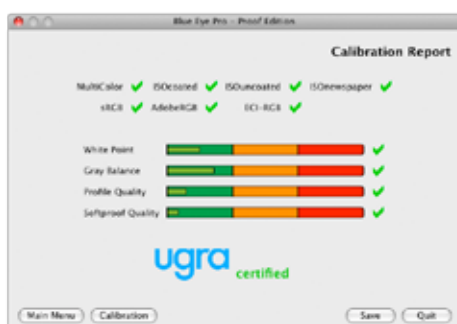 Blue Eye Pro - Proof Edition
Calibration Report
MultiColor ISOcoated ISOuncoated ISOnewspaper
sRGB AdobeRGB ECI-RGB
White Point
Gray Balance
Profile Quality
Softproof Quality
ugra certified
Main Menu Calibration Save Quit